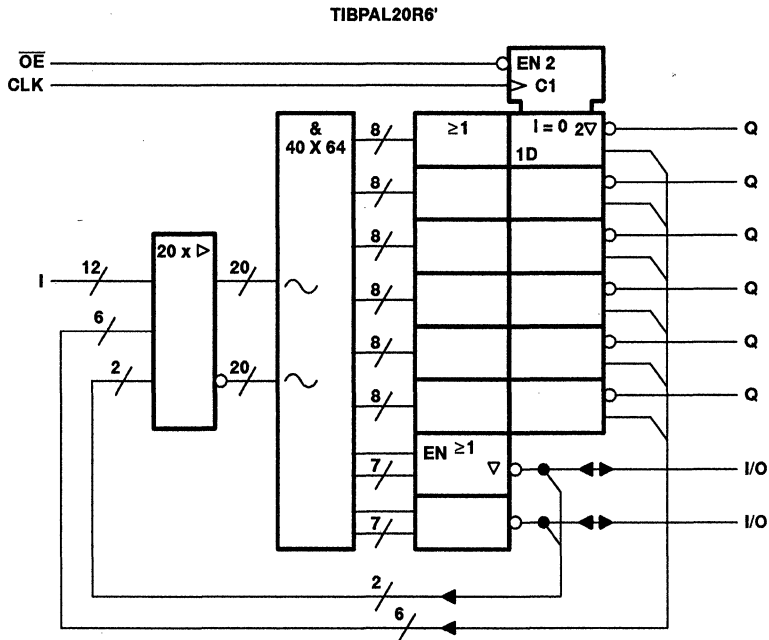 TIBPAL20R6'
OE
CLK
EN 2
C1
&
40 X 64
8
≥1
I = 0 2▽
1D
Q
8
Q
8
Q
8
Q
8
Q
8
Q
20 x ▷
I
12
20
6
2
20
EN ≥1
▽
7
I/O
7
I/O
2
6